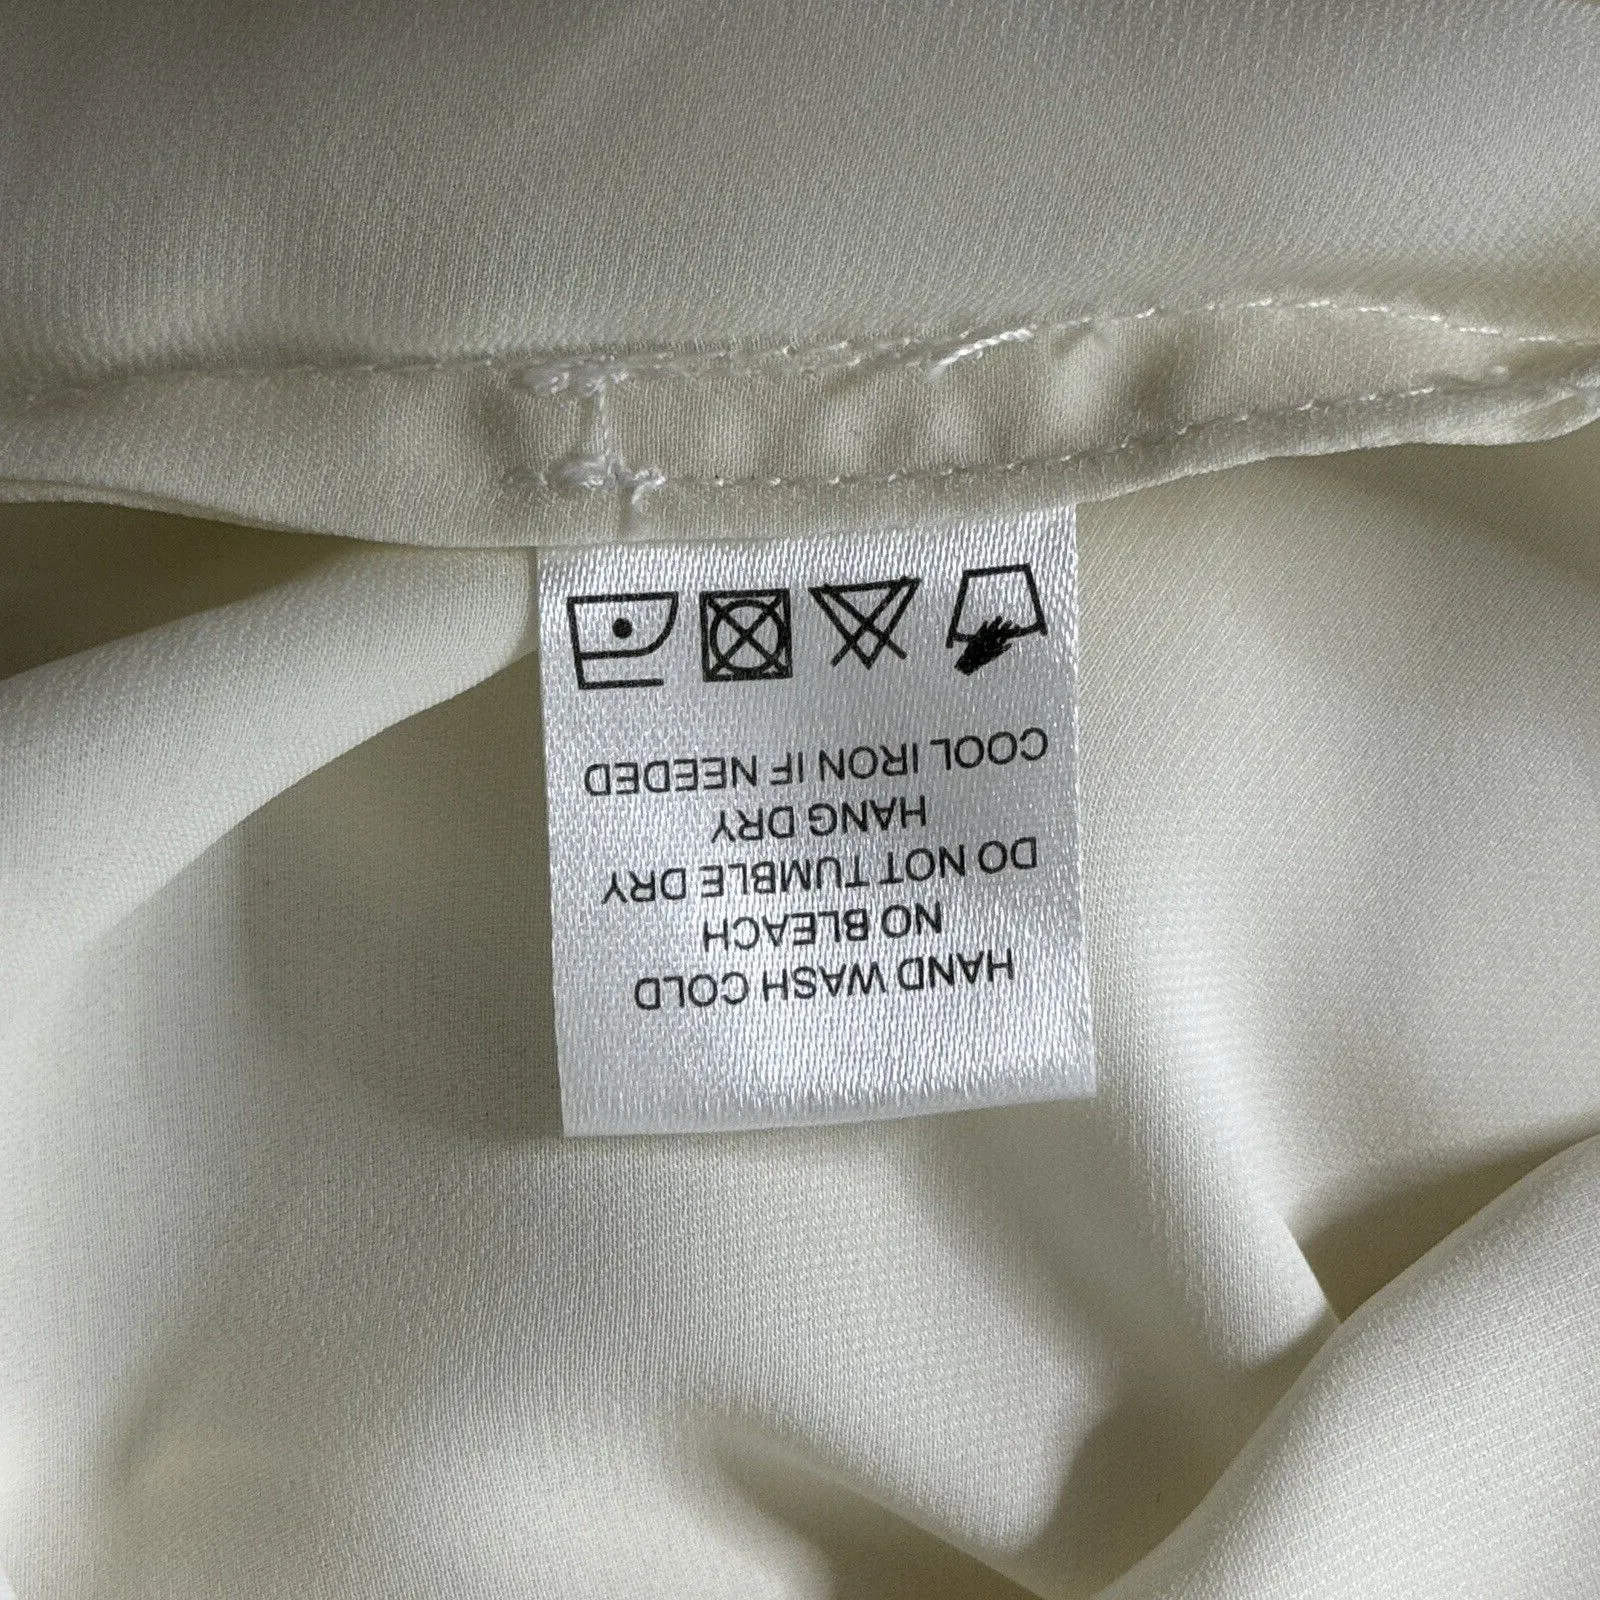 HAND WASH COLD
NO BLEACH
DO NOT TUMBLE DRY
HANG DRY
COOL IRON IF NEEDED